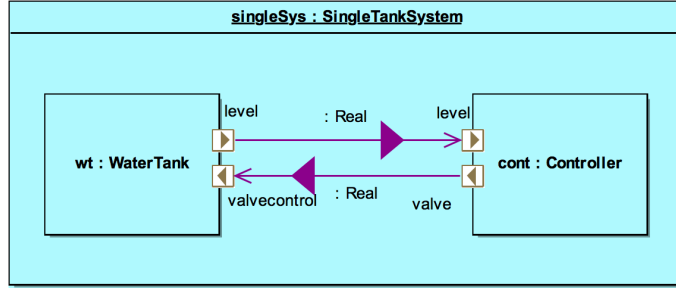 singleSys : SingleTankSystem
level
: Real
level
wt : WaterTank
cont : Controller
valvecontrol
: Real
valve